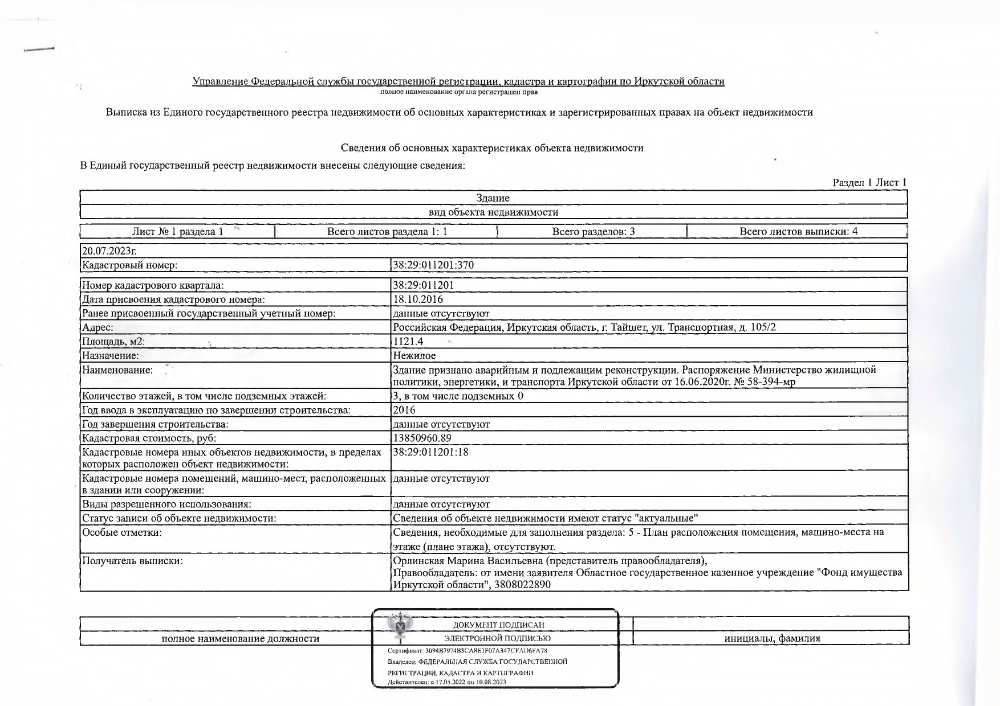 Управление Федеральной службы государственной регистрации, кадастра и картографии по Иркутской области
полное наименование органа регистрации прав
Выписка из Единого государственного реестра недвижимости об основных характеристиках и зарегистрированных правах на объект недвижимости
Сведения об основных характеристиках объекта недвижимости
В Единый государственный реестр недвижимости внесены следующие сведения:
Раздел 1 Лист 1
Здание
вид объекта недвижимости
Лист № 1 раздела 1 Всего листов раздела 1: 1 Всего разделов: 3 Всего листов выписки: 4
20.07.2023г.
Кадастровый номер: 38:29:011201:370
Номер кадастрового квартала: 38:29:011201
Дата присвоения кадастрового номера: 18.10.2016
Ранее присвоенный государственный учетный номер: данные отсутствуют
Адрес: Российская Федерация, Иркутская область, г. Тайшет, ул. Транспортная, д. 105/2
Площадь, м2: 1121.4
Назначение: Нежилое
Наименование: Здание признано аварийным и подлежащим реконструкции. Распоряжение Министерство жилищной
политики, энергетики, и транспорта Иркутской области от 16.06.2020г. № 58-394-мр
Количество этажей, в том числе подземных этажей: 3, в том числе подземных 0
Год ввода в эксплуатацию по завершении строительства: 2016
Год завершения строительства: данные отсутствуют
Кадастровая стоимость, руб: 13850960.89
Кадастровые номера иных объектов недвижимости, в пределах 38:29:011201:18
которых расположен объект недвижимости:
Кадастровые номера помещений, машино-мест, расположенных данные отсутствуют
в здании или сооружении:
Виды разрешенного использования: данные отсутствуют
Статус записи об объекте недвижимости: Сведения об объекте недвижимости имеют статус "актуальные"
Особые отметки: Сведения, необходимые для заполнения раздела: 5 - План расположения помещения, машино-места на
этаже (плане этажа), отсутствуют.
Получатель выписки: Орлинская Марина Васильевна (представитель правообладателя),
Правообладатель: от имени заявителя Областное государственное казенное учреждение "Фонд имущества
Иркутской области", 3808022890
ДОКУМЕНТ ПОДПИСАН
полное наименование должности ЭЛЕКТРОННОЙ ПОДПИСЬЮ инициалы, фамилия
Сертификат: 3094B7974B3CA8E1F07A347CFAD6FA78
Владелец: ФЕДЕРАЛЬНАЯ СЛУЖБА ГОСУДАРСТВЕННОЙ
РЕГИСТРАЦИИ, КАДАСТРА И КАРТОГРАФИИ
Действителен: с 17.05.2022 по 10.08.2023